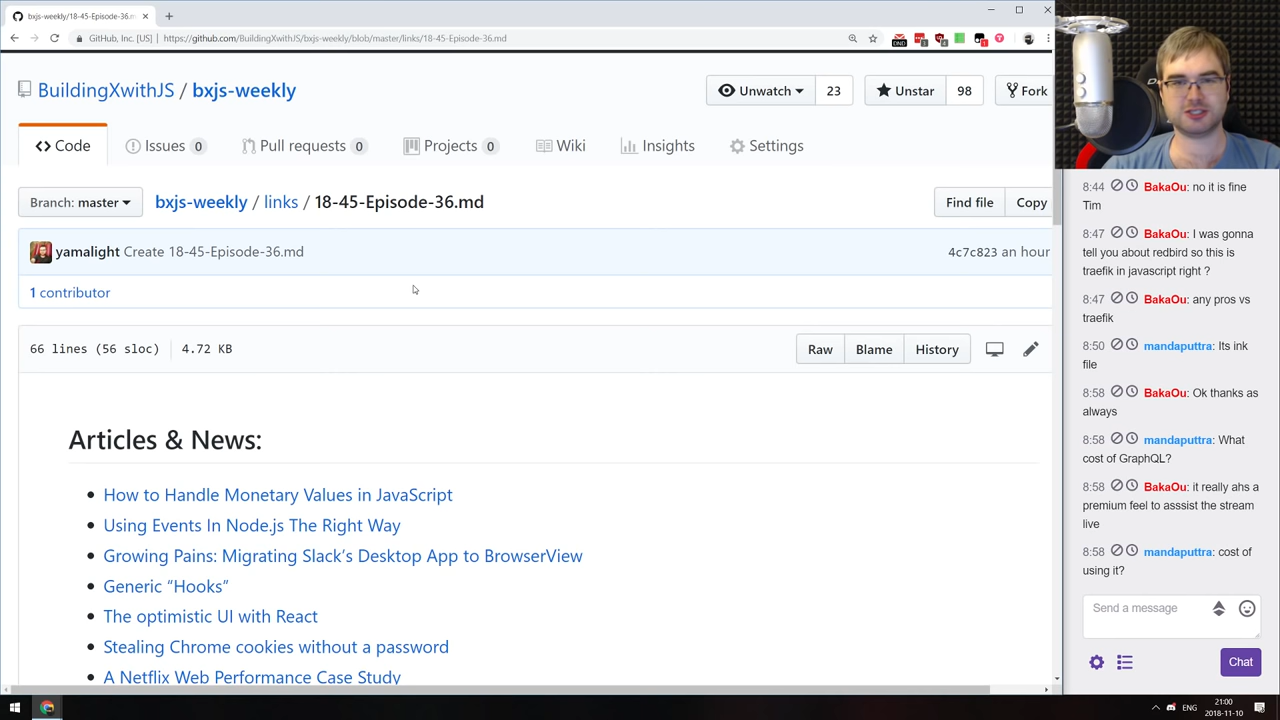 bxjs-weekly/18-45-Episode-36.m
GitHub, Inc. [US] | https://github.com/BuildingXwithJS/bxjs-weekly/blob/master/links/18-45-Episode-36.md
BuildingXwithJS / bxjs-weekly
Unwatch 23
Unstar 98
Fork
Code
Issues 0
Pull requests 0
Projects 0
Wiki
Insights
Settings
Branch: master
bxjs-weekly / links / 18-45-Episode-36.md
Find file
Copy
yamalight Create 18-45-Episode-36.md
4c7c823 an hour
1 contributor
66 lines (56 sloc) 4.72 KB
Raw
Blame
History
Articles & News:
How to Handle Monetary Values in JavaScript
Using Events In Node.js The Right Way
Growing Pains: Migrating Slack's Desktop App to BrowserView
Generic “Hooks”
The optimistic UI with React
Stealing Chrome cookies without a password
A Netflix Web Performance Case Study
8:44 BakaOu: no it is fine
Tim
8:47 BakaOu: I was gonna
tell you about redbird so this is
traefik in javascript right ?
8:47 BakaOu: any pros vs
traefik
8:50 mandaputtra: Its ink
file
8:58 BakaOu: Ok thanks as
always
8:58 mandaputtra: What
cost of GraphQL?
8:58 BakaOu: it really ahs a
premium feel to asssist the stream
live
8:58 mandaputtra: cost of
using it?
Send a message
Chat
ENG
21:00
2018-11-10